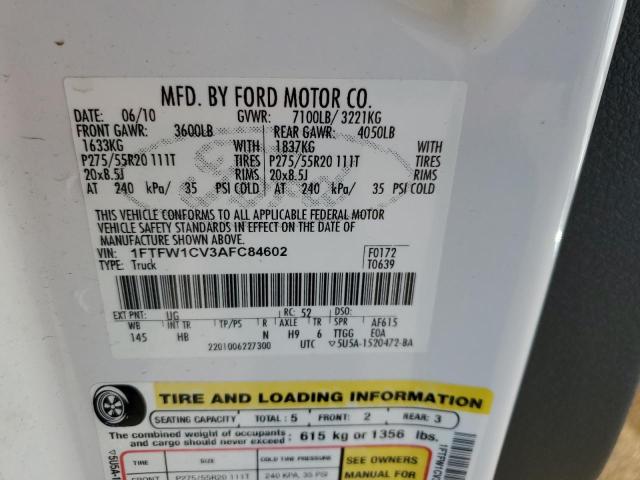 MFD. BY FORD MOTOR CO.
DATE: 06/10 GVWR: 7100LB/ 3221KG
FRONT GAWR: 3600LB REAR GAWR: 4050LB
1633KG WITH 1837KG WITH
P275/55R20 111T TIRES P275/55R20 111T TIRES
20x8.5J RIMS 20x8.5J RIMS
AT 240 kPa/ 35 PSI COLD AT 240 kPa/ 35 PSI COLD
THIS VEHICLE CONFORMS TO ALL APPLICABLE FEDERAL MOTOR
VEHICLE SAFETY STANDARDS IN EFFECT ON THE DATE OF
MANUFACTURE SHOWN ABOVE.
VIN: 1FTFW1CV3AFC84602 F0172
TYPE: Truck T0639
EXT PNT: UG RC: 52 DSO:
WB INT TR TP/PS R AXLE TR SPR AF615
145 HB N H9 6 TTGG E0A
2201006227300 UTC ▽5U5A-1520472-BA
TIRE AND LOADING INFORMATION
SEATING CAPACITY TOTAL: 5 FRONT: 2 REAR: 3
The combined weight of occupants and cargo should never exceed: 615 kg or 1356 lbs.
TIRE SIZE COLD TIRE PRESSURE SEE OWNERS
FRONT P275/55R20 111T 240 KPA, 35 PSI MANUAL FOR